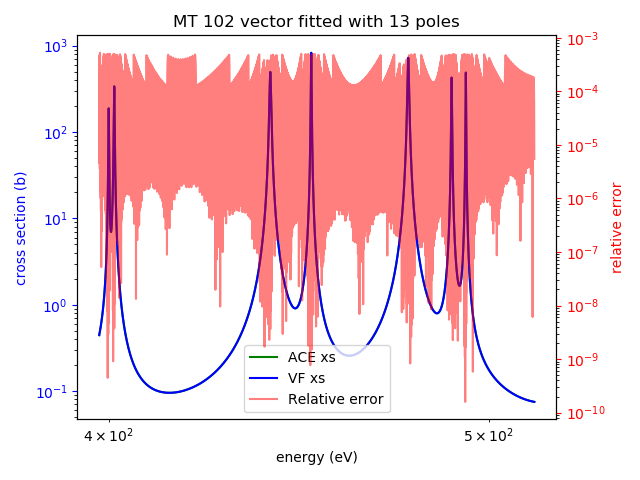 MT 102 vector fitted with 13 poles
cross section (b)
10³
10²
10¹
10⁰
10⁻¹
10⁻³
10⁻⁴
10⁻⁵
10⁻⁶
10⁻⁷
10⁻⁸
10⁻⁹
10⁻¹⁰
relative error
ACE xs
VF xs
Relative error
4 × 10²
5 × 10²
energy (eV)